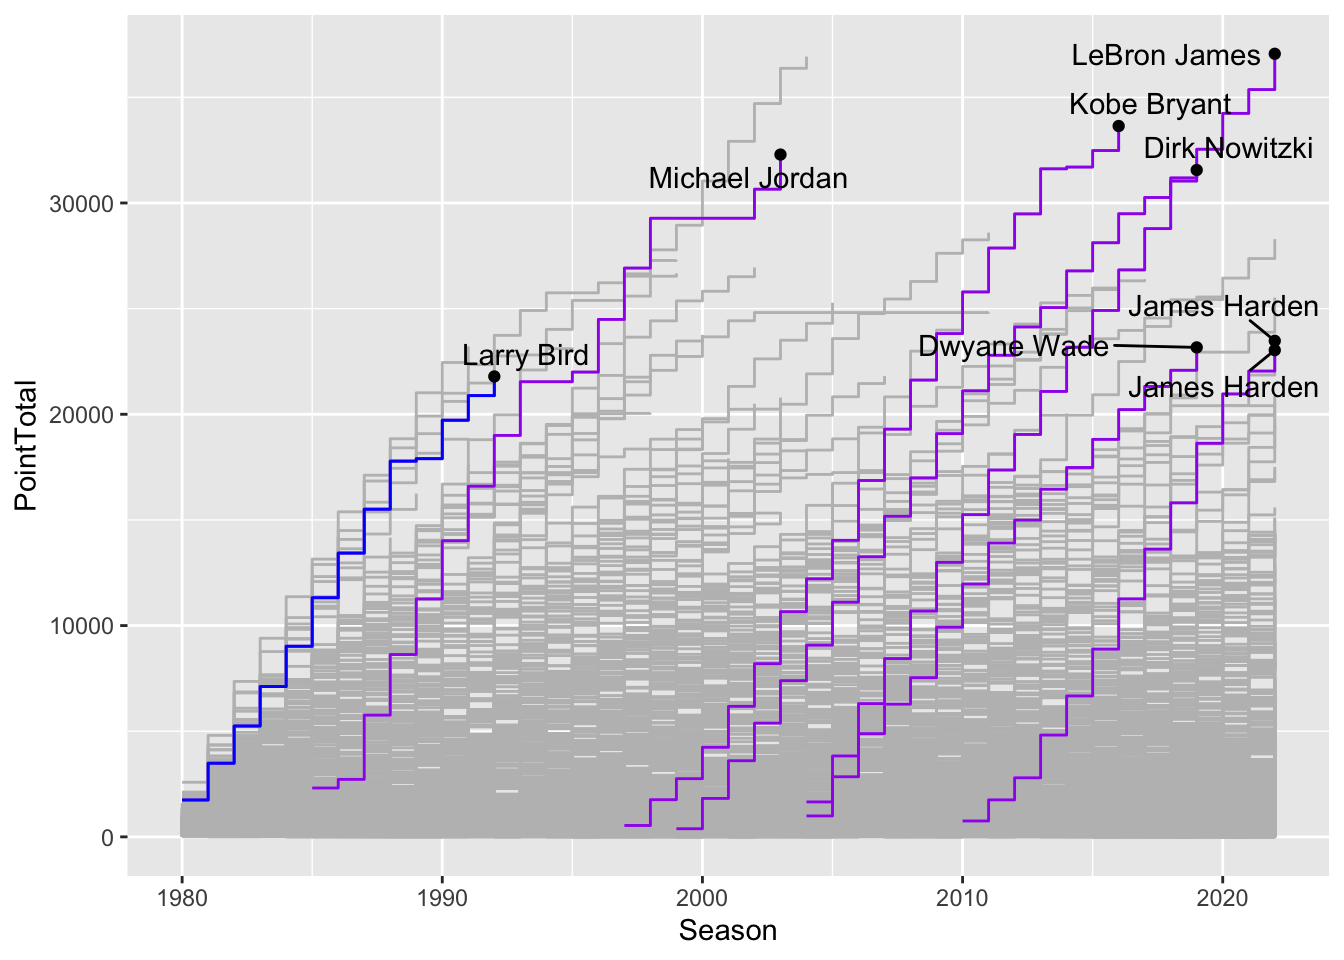 LeBron James
Kobe Bryant
Dirk Nowitzki
Michael Jordan
James Harden
Dwyane Wade
Larry Bird
James Harden
30000
20000
10000
0
PointTotal
1980
1990
2000
2010
2020
Season